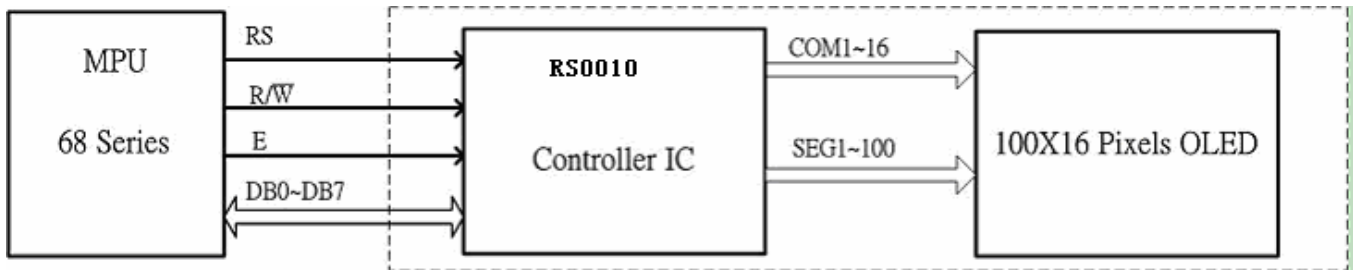 MPU
68 Series
RS
R/W
E
DB0~DB7
RS0010
Controller IC
COM1~16
SEG1~100
100X16 Pixels OLED